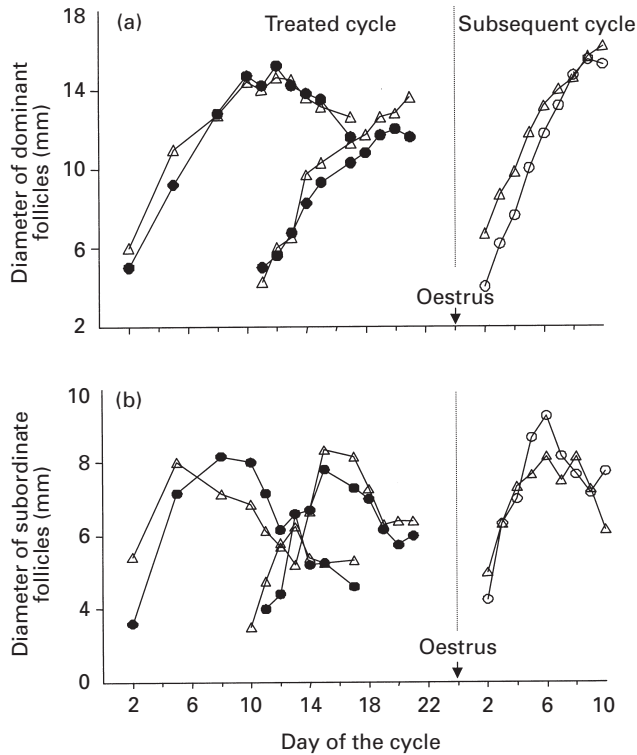 (a)
Treated cycle
Subsequent cycle
Diameter of dominant
follicles (mm)
18
14
10
6
2
Oestrus
(b)
Diameter of subordinate
follicles (mm)
10
8
6
4
0
Oestrus
2
6
10
14
18
22
2
6
10
Day of the cycle